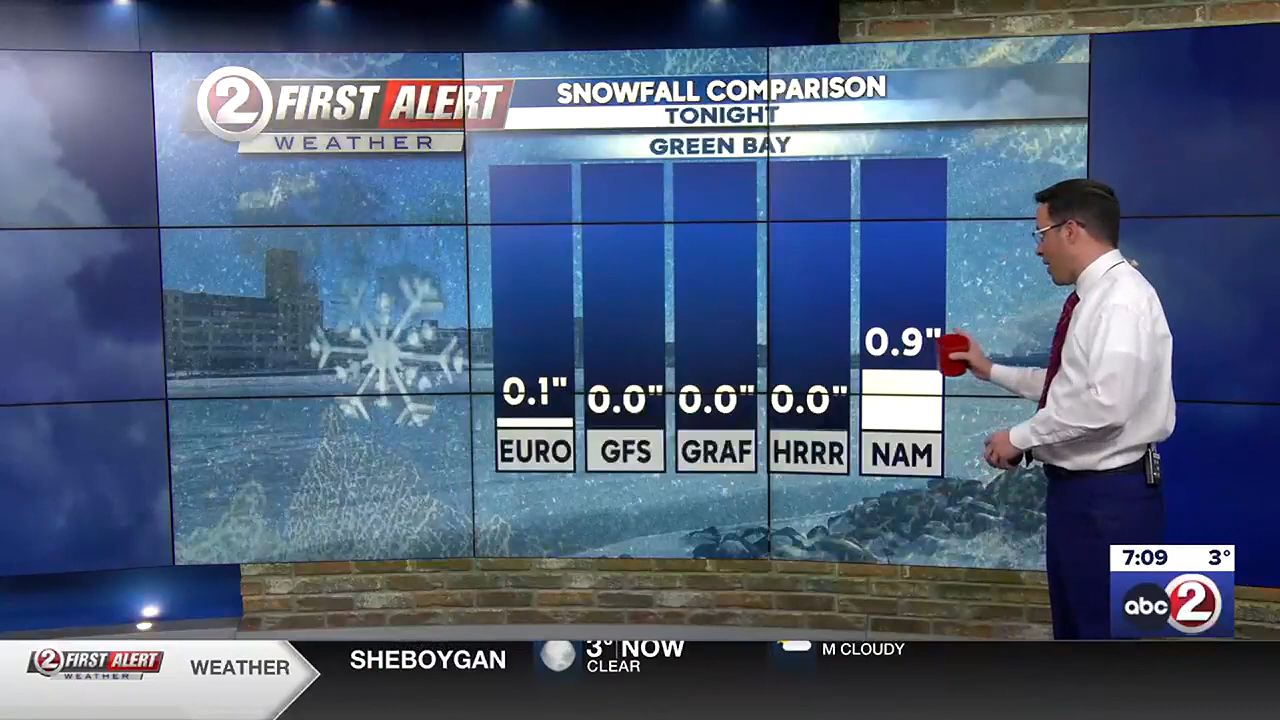 2 FIRST ALERT
WEATHER
SNOWFALL COMPARISON
TONIGHT
GREEN BAY
0.1" 0.0" 0.0" 0.0" 0.9"
EURO GFS GRAF HRRR NAM
7:09 3°
abc 2
2 FIRST ALERT
WEATHER
WEATHER
SHEBOYGAN
3° NOW
CLEAR
M CLOUDY